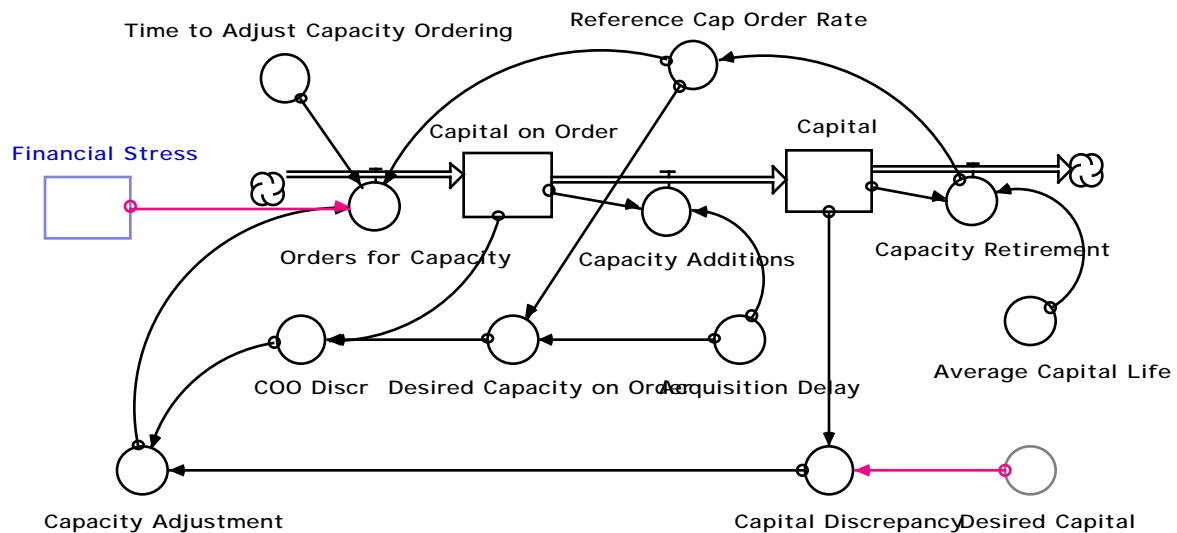 Reference Cap Order Rate
Time to Adjust Capacity Ordering
Capital
Capital on Order
Financial Stress
Capacity Retirement
Orders for Capacity
Capacity Additions
Average Capital Life
COO Discr
Desired Capacity on Order
Acquisition Delay
Capacity Adjustment
Capital Discrepancy
Desired Capital